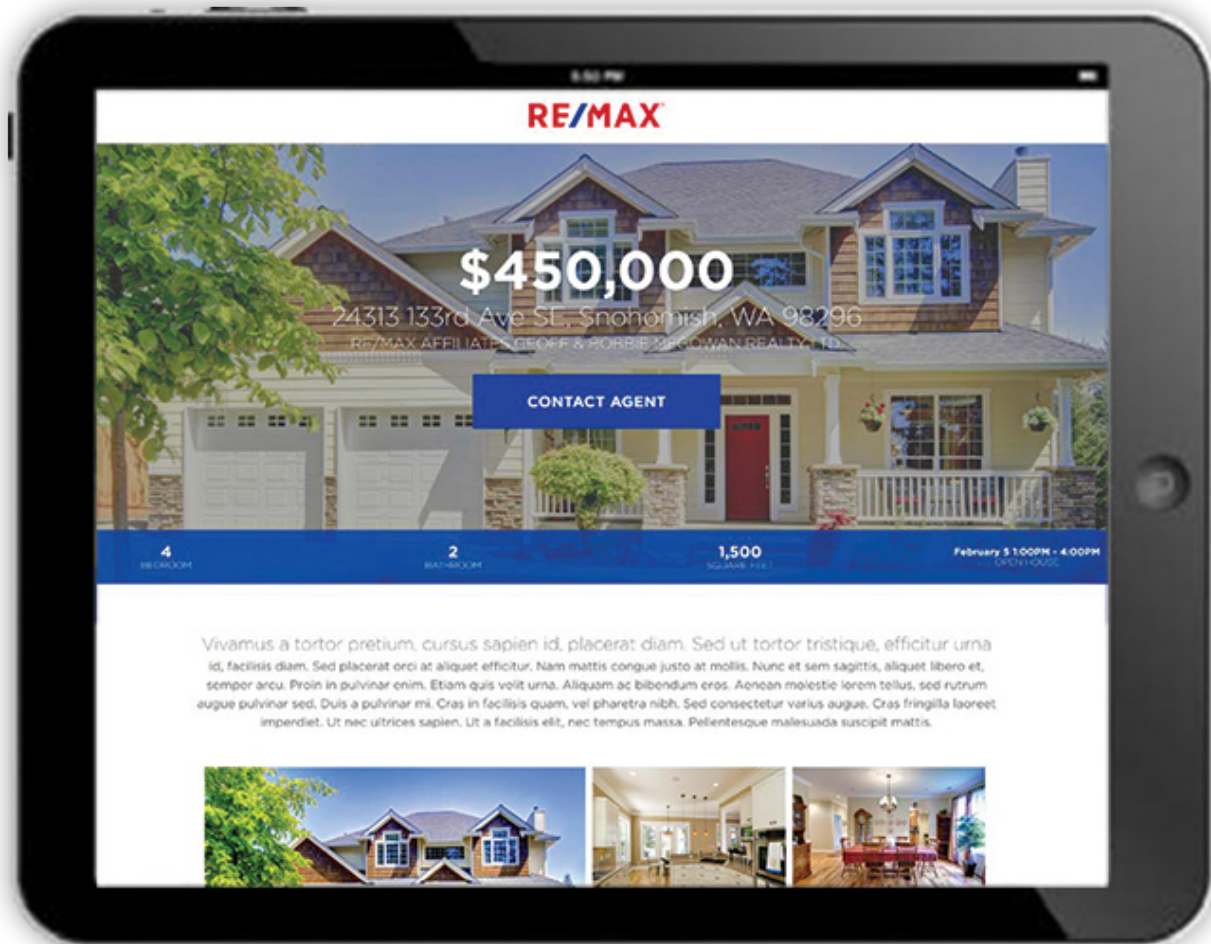 5:50 PM
RE/MAX
$450,000
24313 133rd Ave SE, Snohomish, WA 98296
RE/MAX AFFILIATES GEOFF & ROBBIE MCGOWAN REALTY LTD
CONTACT AGENT
4
BEDROOM
2
BATHROOM
1,500
SQUARE FEET
February 5 1:00PM - 4:00PM
OPEN HOUSE
Vivamus a tortor pretium, cursus sapien id, placerat diam. Sed ut tortor tristique, efficitur urna
id, facilisis diam. Sed placerat orci at aliquet efficitur. Nam mattis congue justo at mollis. Nunc et sem sagittis, aliquet libero et,
semper arcu. Proin in pulvinar enim. Etiam quis velit urna. Aliquam ac bibendum eros. Aenean molestie lorem tellus, sed rutrum
augue pulvinar sed. Duis a pulvinar mi. Cras in facilisis quam, vel pharetra nibh. Sed consectetur varius augue. Cras fringilla laoreet
imperdiet. Ut nec ultrices sapien. Ut a facilisis elit, nec tempus massa. Pellentesque malesuada suscipit mattis.